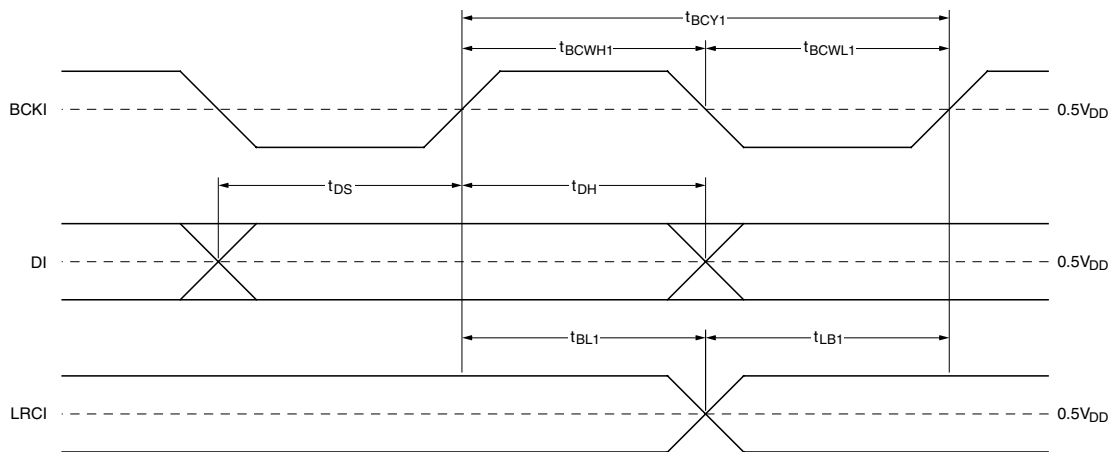 tBCY1
tBCWH1 tBCWL1
BCKI 0.5VDD
tDS tDH
DI 0.5VDD
tBL1 tLB1
LRCI 0.5VDD